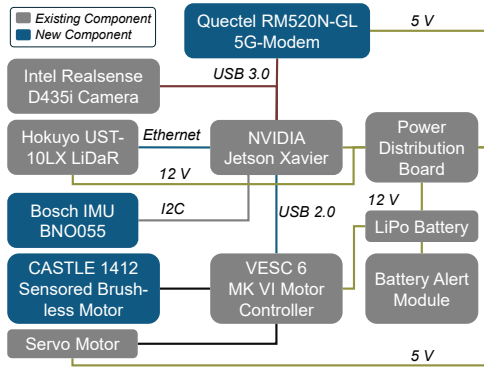 Existing Component
New Component
Quectel RM520N-GL
5G-Modem
5 V
USB 3.0
Intel Realsense
D435i Camera
Hokuyo UST-
10LX LiDaR
Ethernet
NVIDIA
Jetson Xavier
Power
Distribution
Board
12 V
12 V
Bosch IMU
BNO055
I2C
USB 2.0
LiPo Battery
CASTLE 1412
Sensored Brush-
less Motor
VESC 6
MK VI Motor
Controller
Battery Alert
Module
Servo Motor
5 V